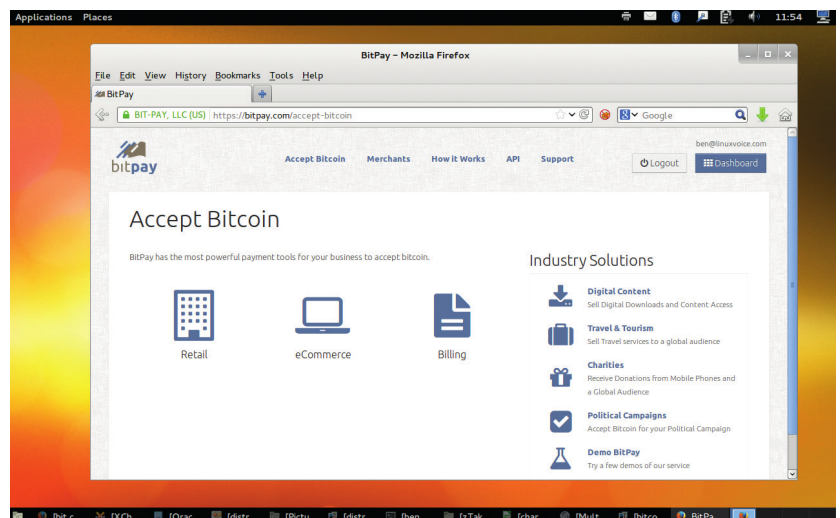 Applications Places 11:54
BitPay – Mozilla Firefox
File Edit View History Bookmarks Tools Help
BitPay
BIT-PAY, LLC (US) https://bitpay.com/accept-bitcoin Google
ben@linuxvoice.com
bitpay Accept Bitcoin Merchants How it Works API Support Logout Dashboard
Accept Bitcoin
BitPay has the most powerful payment tools for your business to accept bitcoin.
Retail
eCommerce
Billing
Industry Solutions
Digital Content
Sell Digital Downloads and Content Access
Travel & Tourism
Sell Travel services to a global audience
Charities
Receive Donations from Mobile Phones and
a Global Audience
Political Campaigns
Accept Bitcoin for your Political Campaign
Demo BitPay
Try a few demos of our service